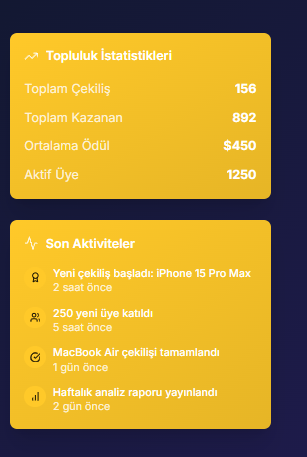 Topluluk İstatistikleri
Toplam Çekiliş 156
Toplam Kazanan 892
Ortalama Ödül $450
Aktif Üye 1250
Son Aktiviteler
Yeni çekiliş başladı: iPhone 15 Pro Max
2 saat önce
250 yeni üye katıldı
5 saat önce
MacBook Air çekilişi tamamlandı
1 gün önce
Haftalık analiz raporu yayınlandı
2 gün önce